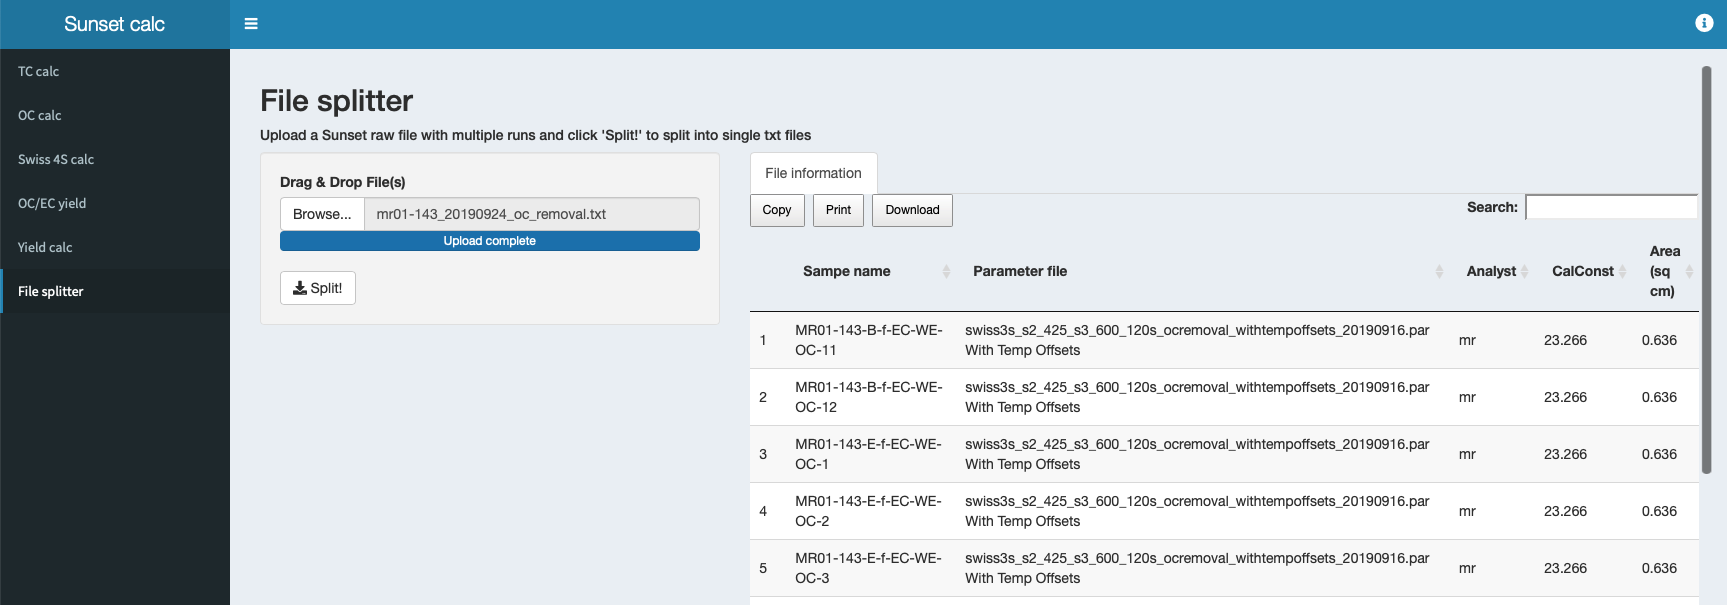 Sunset calc
TC calc
OC calc
Swiss 4S calc
OC/EC yield
Yield calc
File splitter
File splitter
Upload a Sunset raw file with multiple runs and click 'Split!' to split into single txt files
Drag & Drop File(s)
Browse... mr01-143_20190924_oc_removal.txt
Upload complete
Split!
File information
Copy Print Download
Search:
Sampe name Parameter file Analyst CalConst Area (sq cm)
1 MR01-143-B-f-EC-WE-OC-11 swiss3s_s2_425_s3_600_120s_ocremoval_withtempoffsets_20190916.par With Temp Offsets mr 23.266 0.636
2 MR01-143-B-f-EC-WE-OC-12 swiss3s_s2_425_s3_600_120s_ocremoval_withtempoffsets_20190916.par With Temp Offsets mr 23.266 0.636
3 MR01-143-E-f-EC-WE-OC-1 swiss3s_s2_425_s3_600_120s_ocremoval_withtempoffsets_20190916.par With Temp Offsets mr 23.266 0.636
4 MR01-143-E-f-EC-WE-OC-2 swiss3s_s2_425_s3_600_120s_ocremoval_withtempoffsets_20190916.par With Temp Offsets mr 23.266 0.636
5 MR01-143-E-f-EC-WE-OC-3 swiss3s_s2_425_s3_600_120s_ocremoval_withtempoffsets_20190916.par With Temp Offsets mr 23.266 0.636